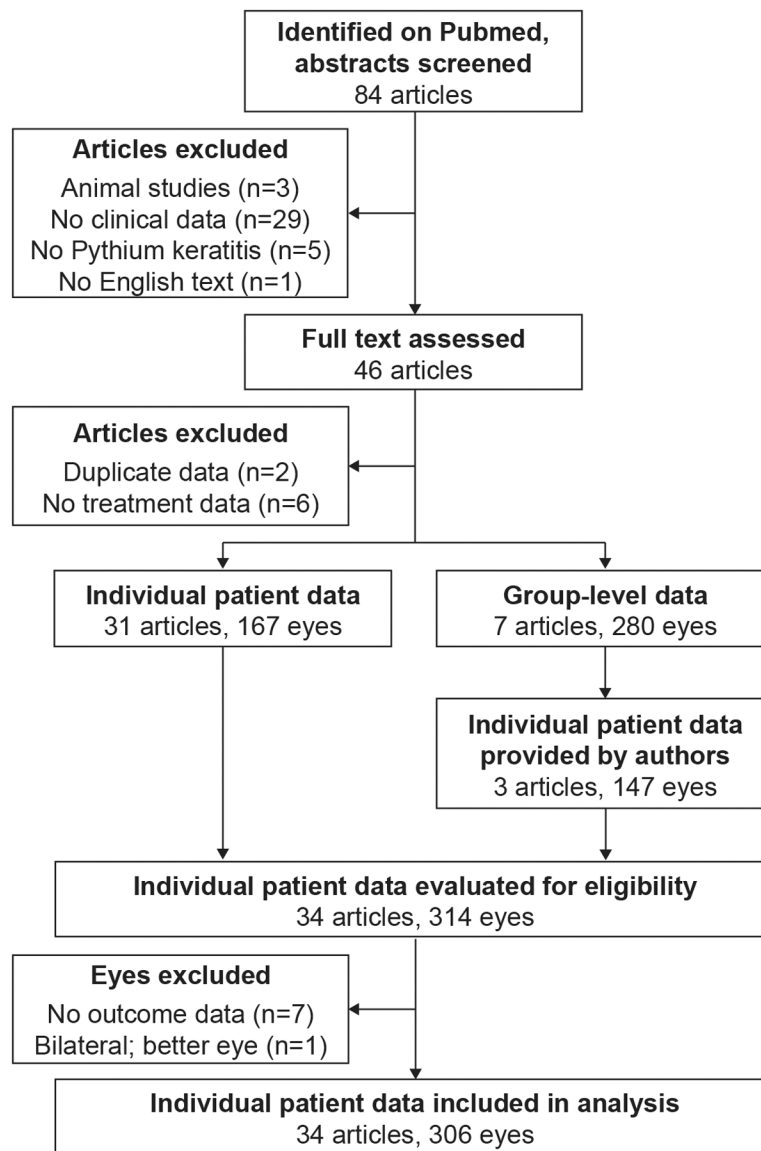 Identified on Pubmed,
abstracts screened
84 articles
Articles excluded
Animal studies (n=3)
No clinical data (n=29)
No Pythium keratitis (n=5)
No English text (n=1)
Full text assessed
46 articles
Articles excluded
Duplicate data (n=2)
No treatment data (n=6)
Individual patient data
31 articles, 167 eyes
Group-level data
7 articles, 280 eyes
Individual patient data
provided by authors
3 articles, 147 eyes
Individual patient data evaluated for eligibility
34 articles, 314 eyes
Eyes excluded
No outcome data (n=7)
Bilateral; better eye (n=1)
Individual patient data included in analysis
34 articles, 306 eyes